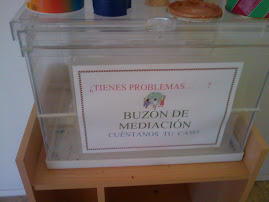 ¿TIENES PROBLEMAS... ?
BUZÓN DE
MEDIACIÓN
CUÉNTANOS TU CASO